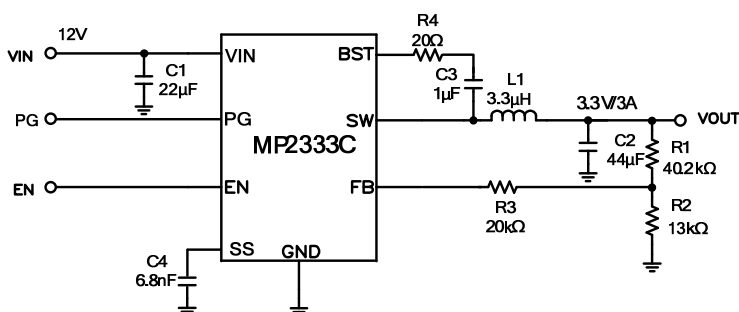 R4
20Ω
12V
VIN
C1
22µF
VIN
BST
C3
1µF
L1
3.3µH
3.3V/3A
VOUT
PG
PG
SW
MP2333C
C2
44µF
R1
40.2kΩ
EN
EN
FB
R3
20kΩ
R2
13kΩ
SS
GND
C4
6.8nF